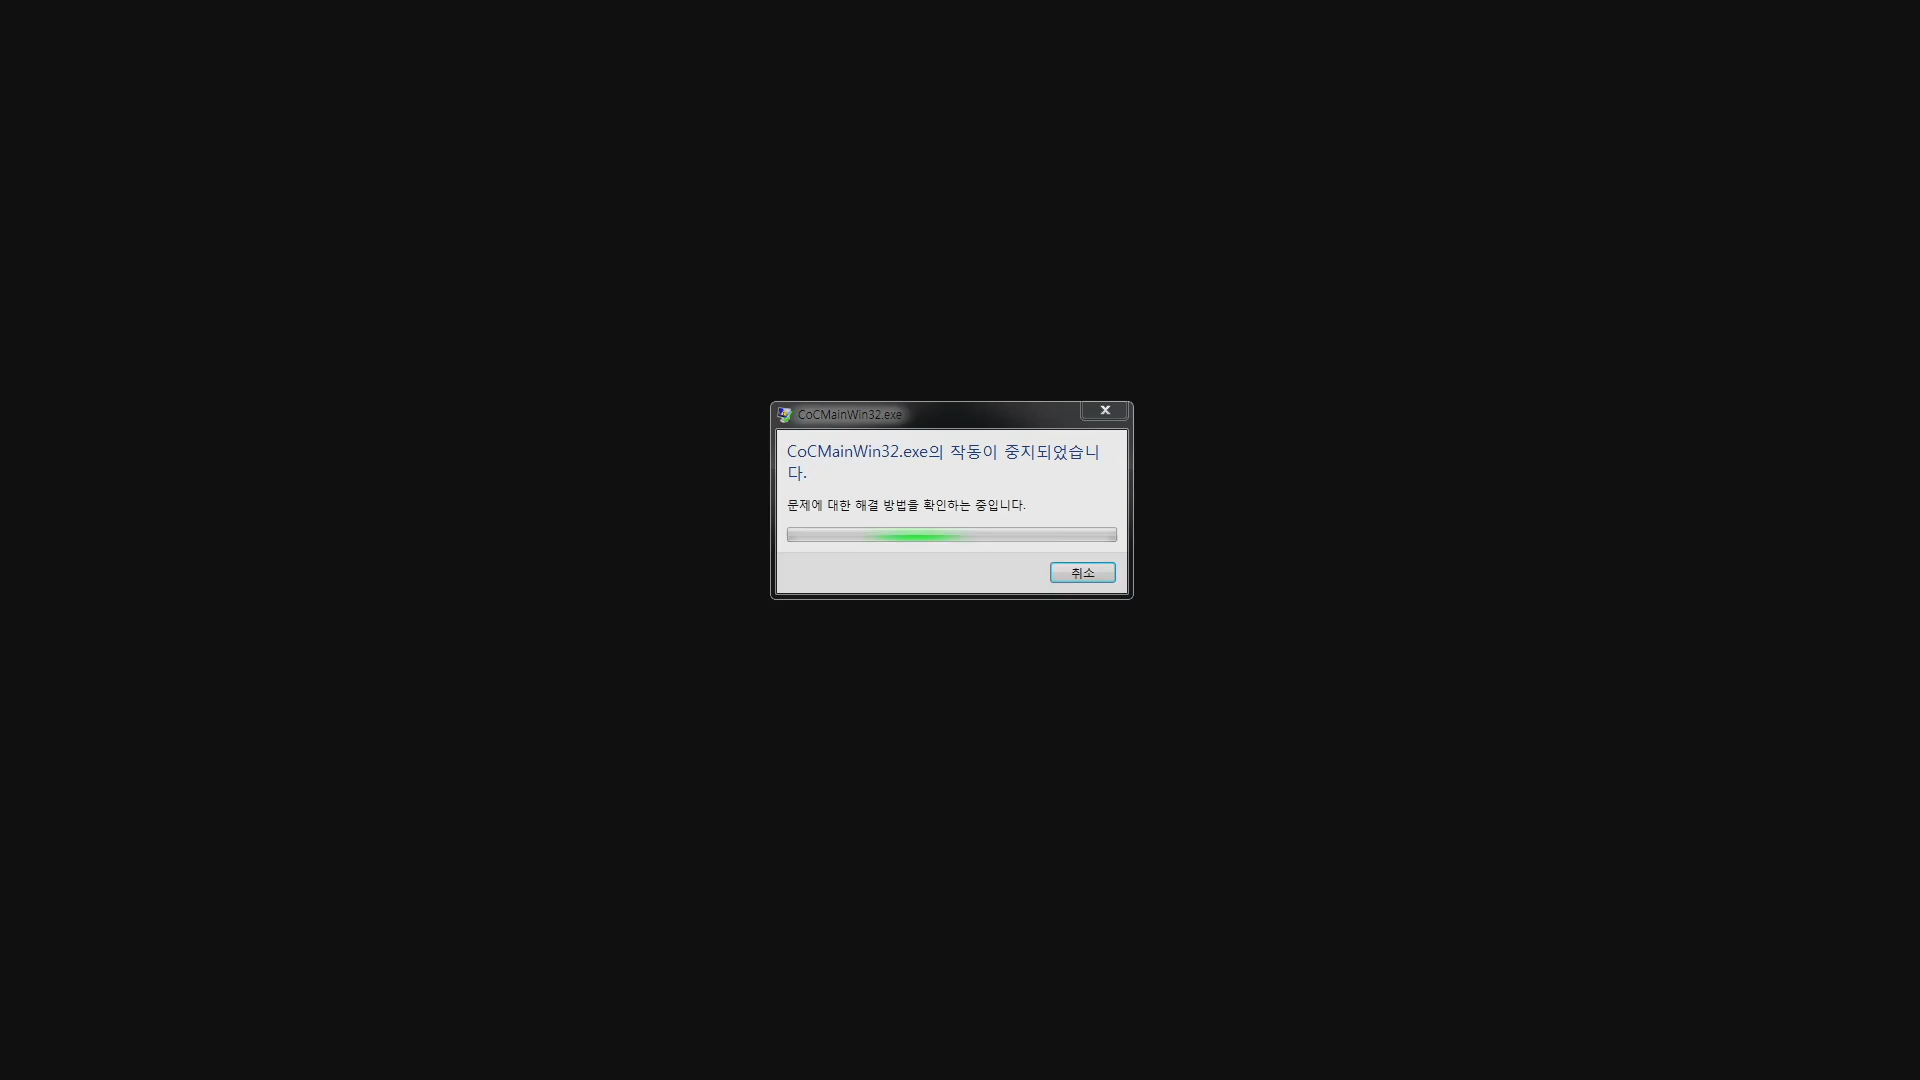 CoCMainWin32.exe
CoCMainWin32.exe의 작동이 중지되었습니
다.
문제에 대한 해결 방법을 확인하는 중입니다.
취소